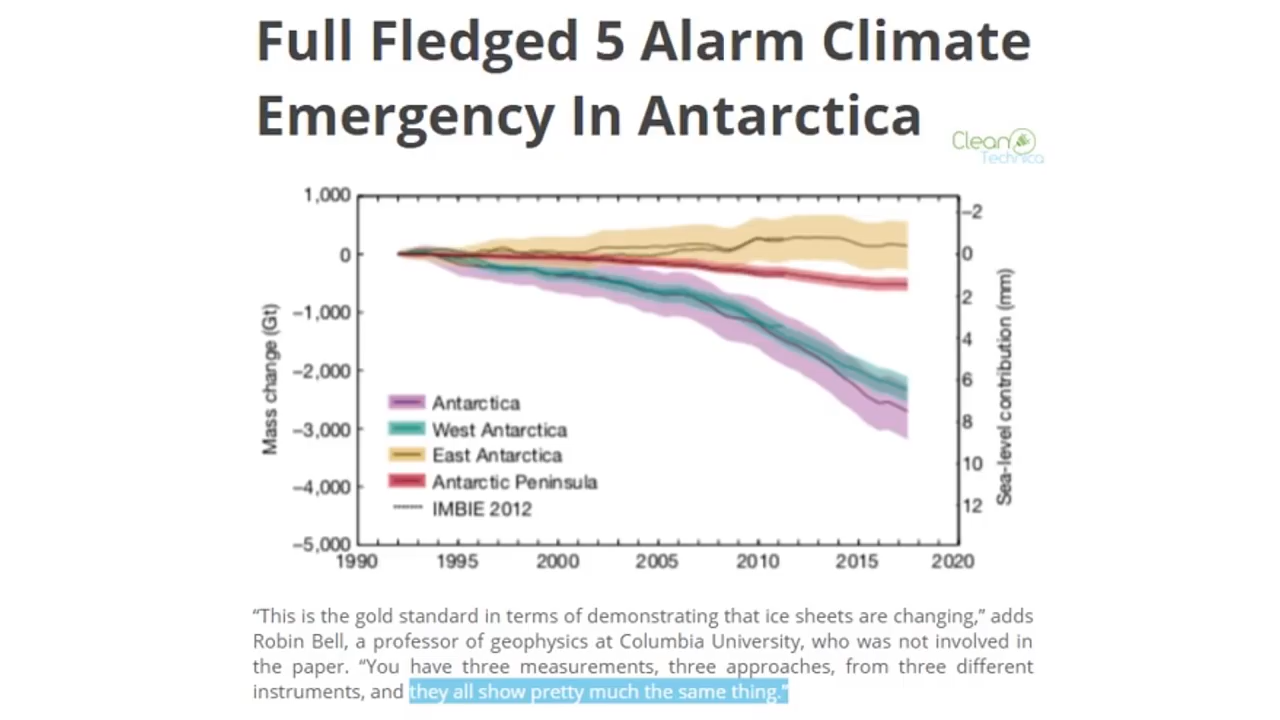 Full Fledged 5 Alarm Climate
Emergency In Antarctica
Clean
Technica
1,000
0
−1,000
−2,000
−3,000
−4,000
−5,000
Mass change (Gt)
−2
0
2
4
6
8
10
12
Sea-level contribution (mm)
Antarctica
West Antarctica
East Antarctica
Antarctic Peninsula
IMBIE 2012
1990 1995 2000 2005 2010 2015 2020
“This is the gold standard in terms of demonstrating that ice sheets are changing,” adds
Robin Bell, a professor of geophysics at Columbia University, who was not involved in
the paper. “You have three measurements, three approaches, from three different
instruments, and they all show pretty much the same thing.”